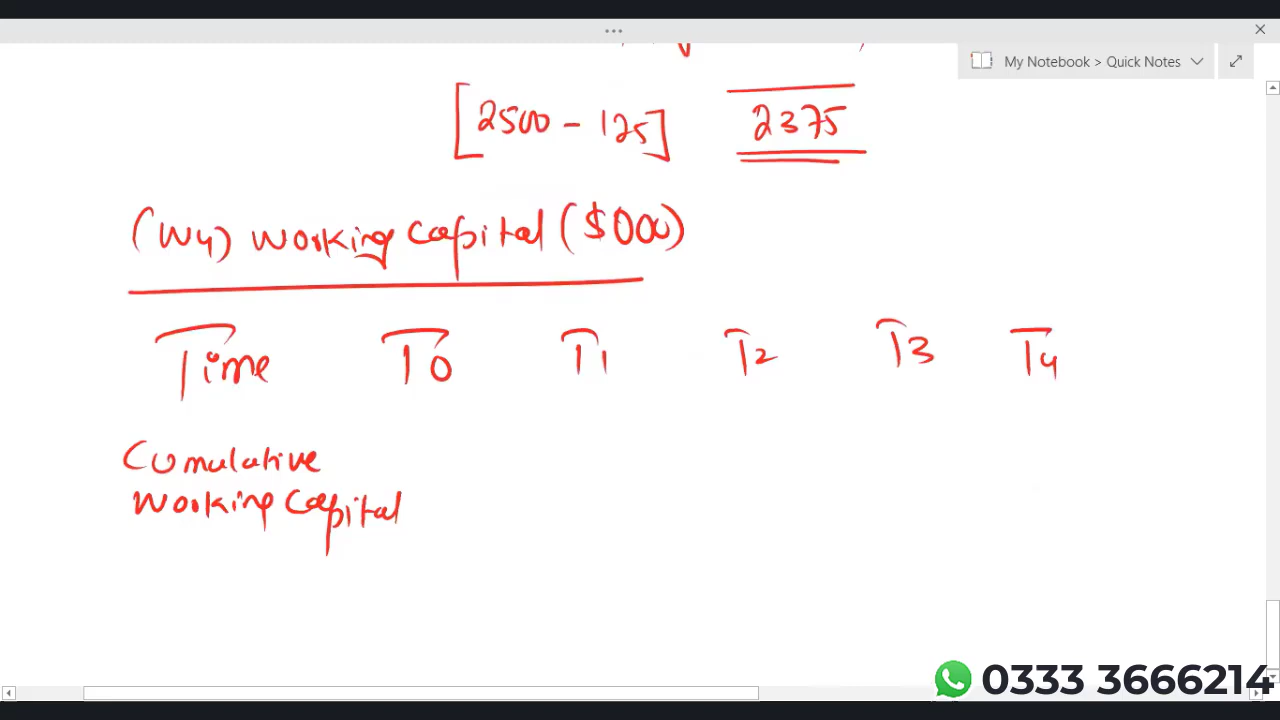 My Notebook > Quick Notes
[2500 - 125] 2375
(W4) Working Capital ($000)
Time T0 T1 T2 T3 T4
Cumulative
Working Capital
0333 3666214